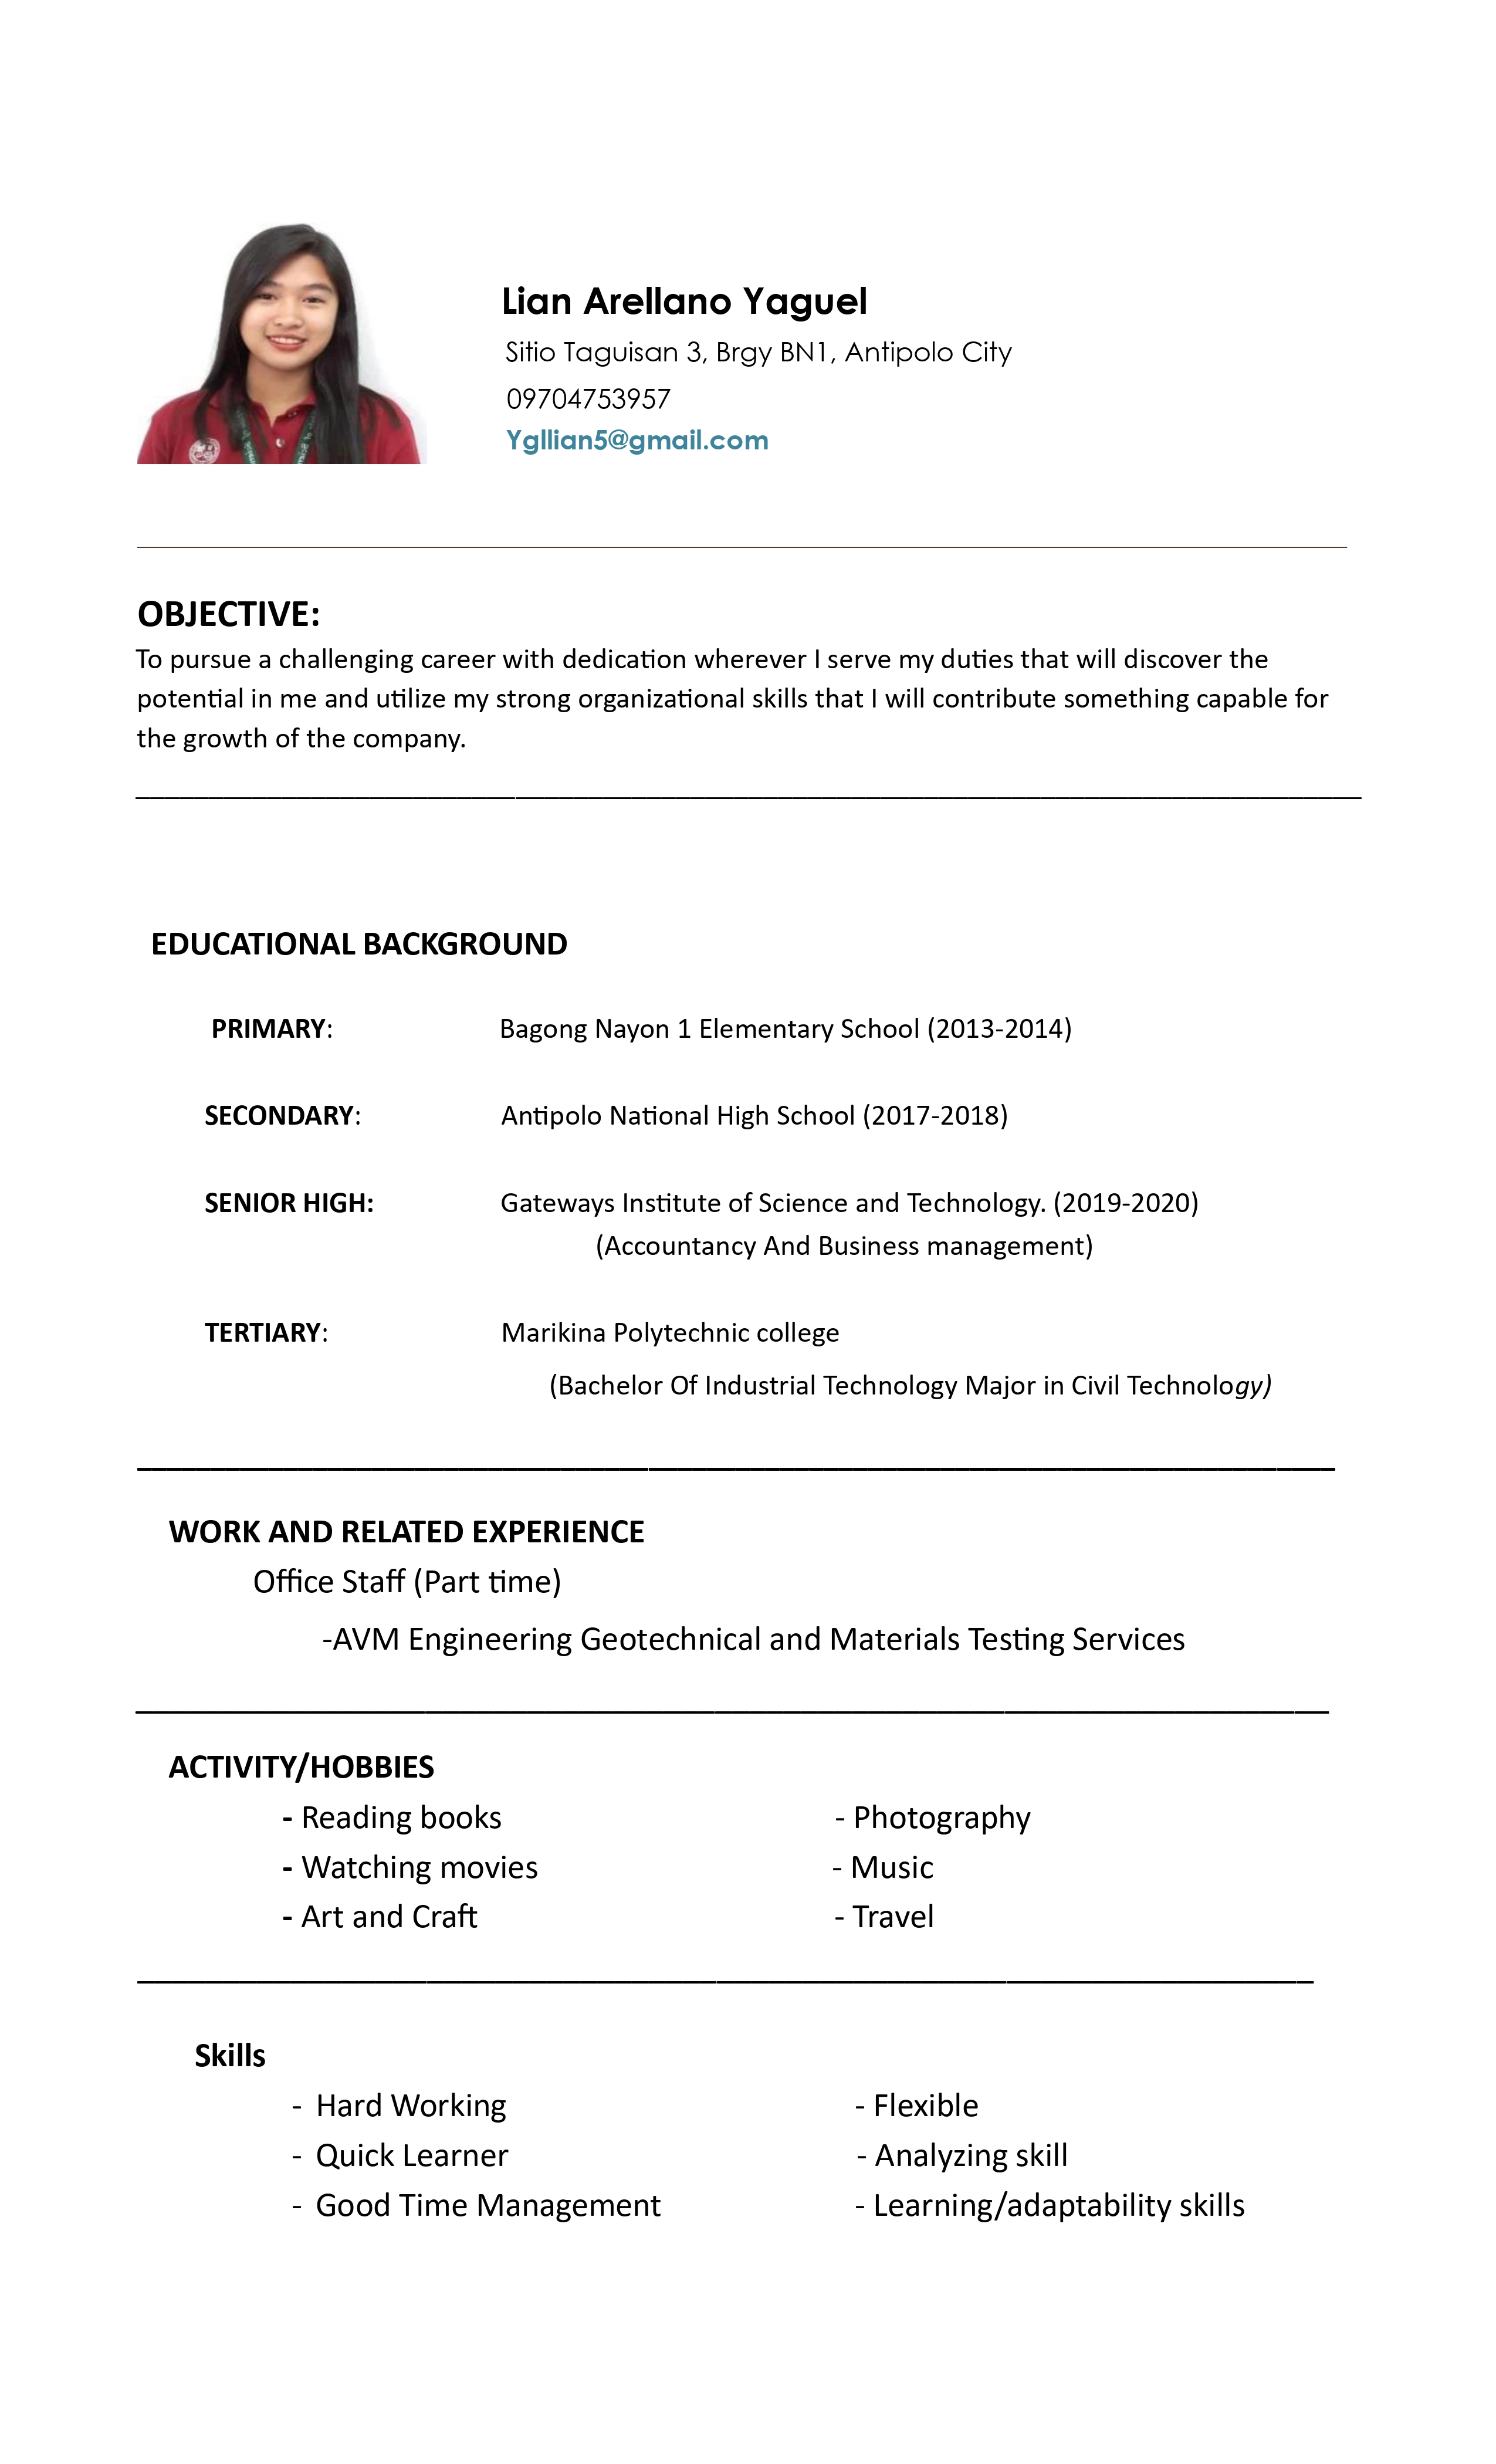 Lian Arellano Yaguel
Sitio Taguisan 3, Brgy BN1, Antipolo City
09704753957
Ygllian5@gmail.com
OBJECTIVE:
To pursue a challenging career with dedication wherever I serve my duties that will discover the
potential in me and utilize my strong organizational skills that I will contribute something capable for
the growth of the company.
EDUCATIONAL BACKGROUND
PRIMARY: Bagong Nayon 1 Elementary School (2013-2014)
SECONDARY: Antipolo National High School (2017-2018)
SENIOR HIGH: Gateways Institute of Science and Technology. (2019-2020)
(Accountancy And Business management)
TERTIARY: Marikina Polytechnic college
(Bachelor Of Industrial Technology Major in Civil Technology)
WORK AND RELATED EXPERIENCE
Office Staff (Part time)
-AVM Engineering Geotechnical and Materials Testing Services
ACTIVITY/HOBBIES
- Reading books - Photography
- Watching movies - Music
- Art and Craft - Travel
Skills
- Hard Working - Flexible
- Quick Learner - Analyzing skill
- Good Time Management - Learning/adaptability skills